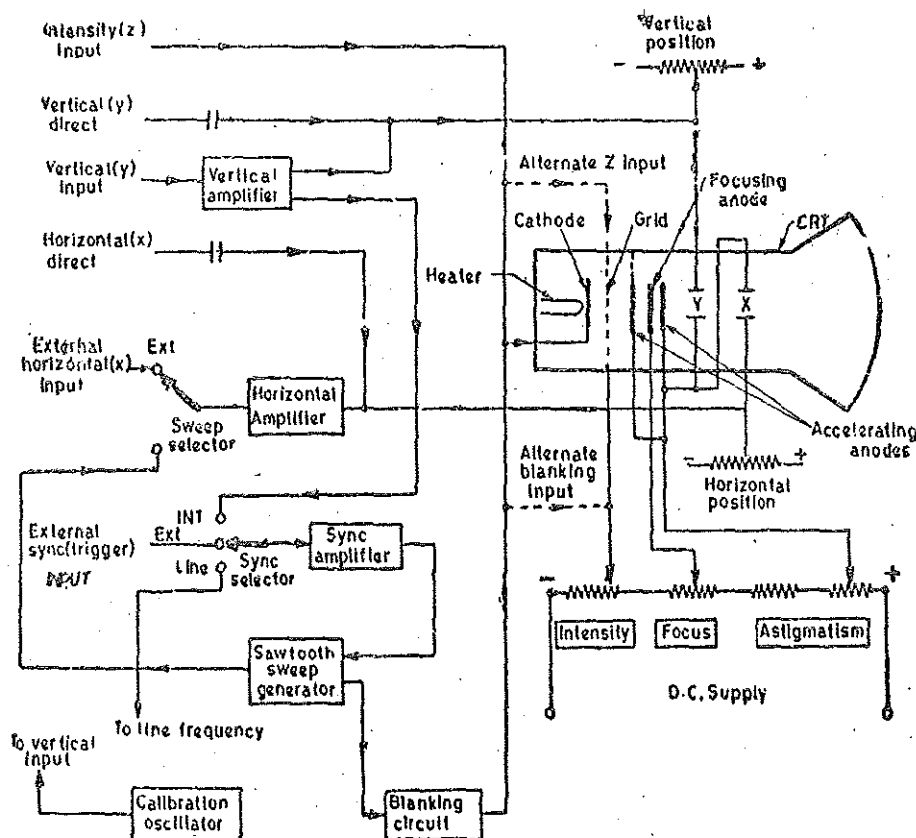 Intensity(z)
Input
Vertical
position
- +
Vertical(y)
direct
Vertical(y)
Input
Vertical
amplifier
Alternate Z Input
Focusing
anode
Cathode
Grid
CRT
Horizontal(x)
direct
Heater
Y
X
External
horizontal(x)
Input
Ext
Sweep
selector
Horizontal
Amplifier
Accelerating
anodes
Alternate
blanking
Input
- +
Horizontal
position
INT
External
sync(trigger)
INPUT
Ext
Line
Sync
selector
Sync
amplifier
- +
Intensity
Focus
Astigmatism
D.C. Supply
Sawtooth
sweep
generator
To line frequency
To vertical
Input
Calibration
oscillator
Blanking
circuit